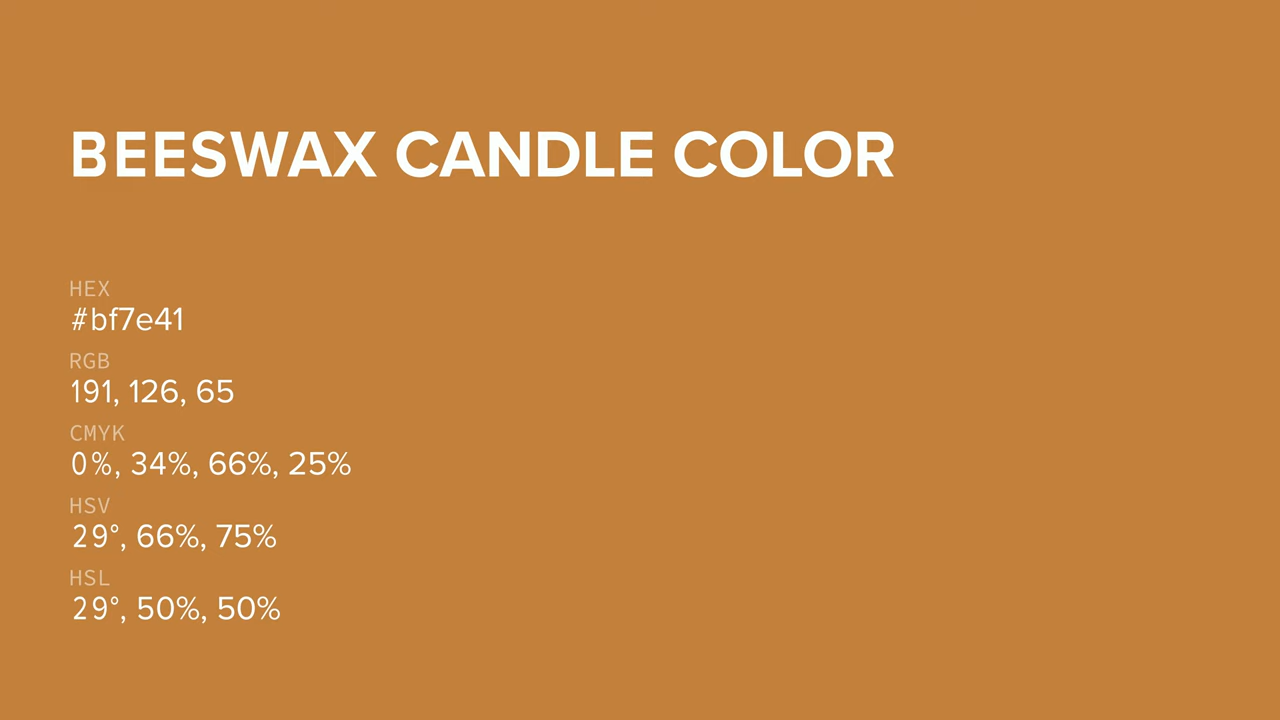 BEESWAX CANDLE COLOR
HEX
#bf7e41
RGB
191, 126, 65
CMYK
0%, 34%, 66%, 25%
HSV
29°, 66%, 75%
HSL
29°, 50%, 50%